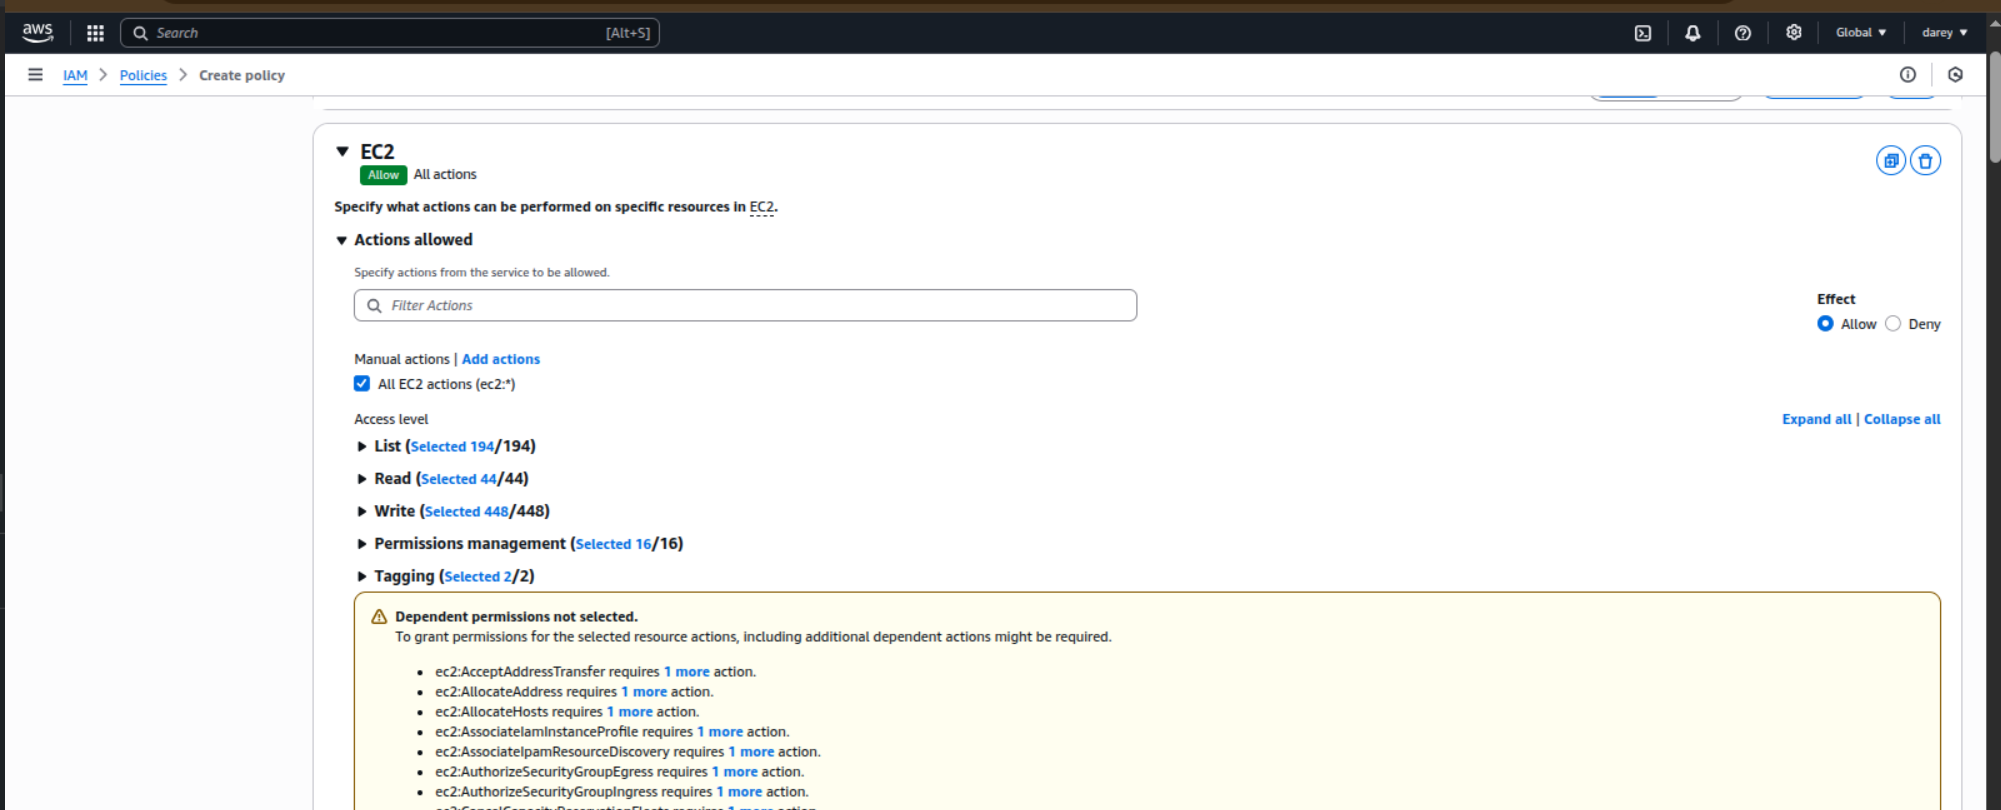 aws
Search [Alt+S]
Global darey
IAM > Policies > Create policy
EC2
Allow All actions
Specify what actions can be performed on specific resources in EC2.
Actions allowed
Specify actions from the service to be allowed.
Filter Actions
Effect
Allow Deny
Manual actions | Add actions
All EC2 actions (ec2:*)
Access level
Expand all | Collapse all
List (Selected 194/194)
Read (Selected 44/44)
Write (Selected 448/448)
Permissions management (Selected 16/16)
Tagging (Selected 2/2)
Dependent permissions not selected.
To grant permissions for the selected resource actions, including additional dependent actions might be required.
• ec2:AcceptAddressTransfer requires 1 more action.
• ec2:AllocateAddress requires 1 more action.
• ec2:AllocateHosts requires 1 more action.
• ec2:AssociateIamInstanceProfile requires 1 more action.
• ec2:AssociateIpamResourceDiscovery requires 1 more action.
• ec2:AuthorizeSecurityGroupEgress requires 1 more action.
• ec2:AuthorizeSecurityGroupIngress requires 1 more action.
• ec2:CancelCapacityReservationFleets requires 1 more action.